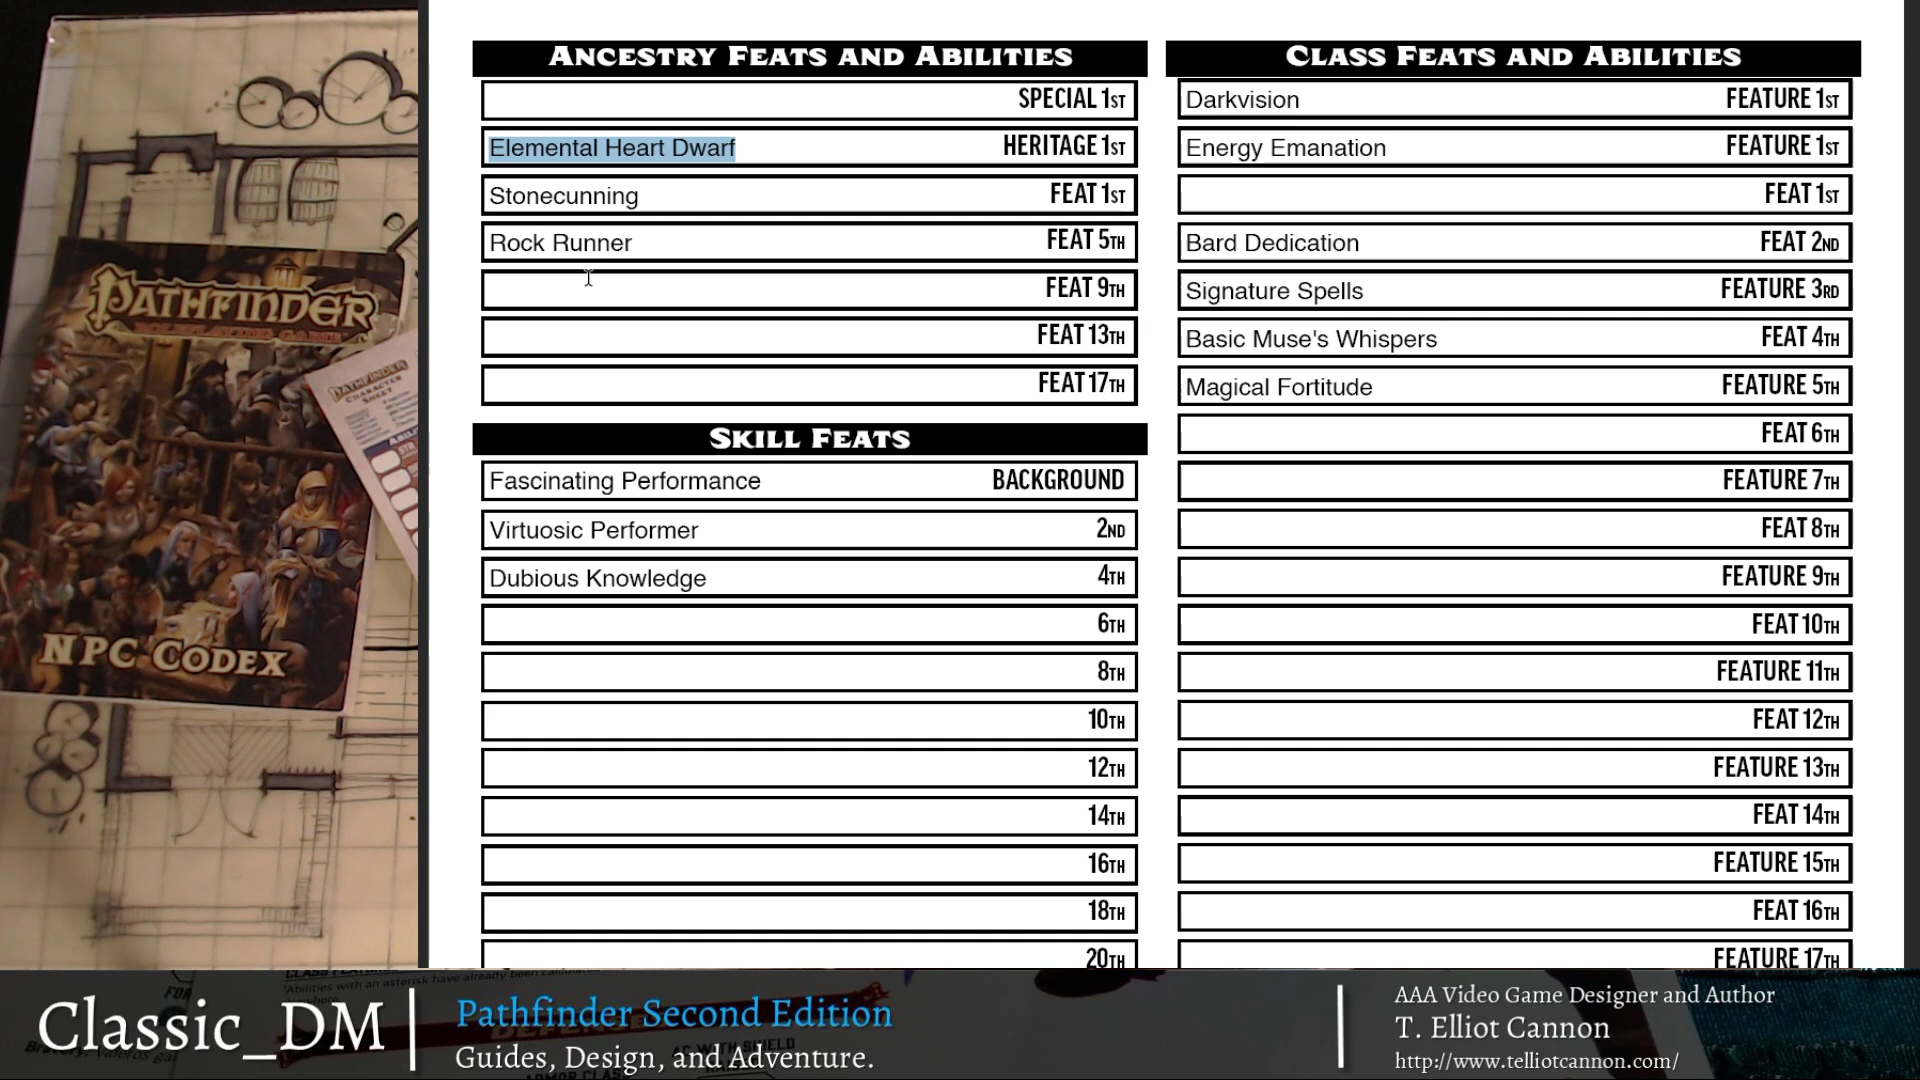 ANCESTRY FEATS AND ABILITIES
SPECIAL 1ST
Elemental Heart Dwarf HERITAGE 1ST
Stonecunning FEAT 1ST
Rock Runner FEAT 5TH
FEAT 9TH
FEAT 13TH
FEAT 17TH
SKILL FEATS
Fascinating Performance BACKGROUND
Virtuosic Performer 2ND
Dubious Knowledge 4TH
6TH
8TH
10TH
12TH
14TH
16TH
18TH
20TH
CLASS FEATS AND ABILITIES
Darkvision FEATURE 1ST
Energy Emanation FEATURE 1ST
FEAT 1ST
Bard Dedication FEAT 2ND
Signature Spells FEATURE 3RD
Basic Muse's Whispers FEAT 4TH
Magical Fortitude FEATURE 5TH
FEAT 6TH
FEATURE 7TH
FEAT 8TH
FEATURE 9TH
FEAT 10TH
FEATURE 11TH
FEAT 12TH
FEATURE 13TH
FEAT 14TH
FEATURE 15TH
FEAT 16TH
FEATURE 17TH
PATHFINDER
ROLEPLAYING GAME
NPC CODEX
PATHFINDER
CHARACTER
SHEET
Classic_DM
Pathfinder Second Edition
Guides, Design, and Adventure.
AAA Video Game Designer and Author
T. Elliot Cannon
http://www.telliotcannon.com/